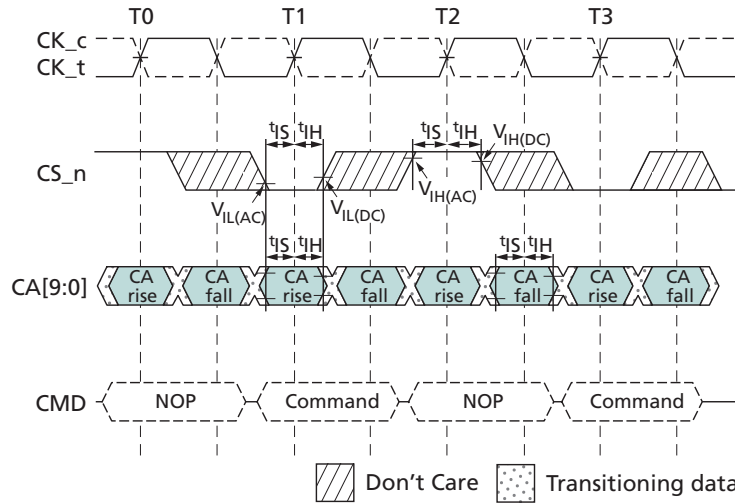 T0 T1 T2 T3
CK_c
CK_t
tIS tIH tIS tIH VIH(DC)
CS_n
VIL(AC) VIL(DC) VIH(AC)
tIS tIH tIS tIH
CA[9:0] CA rise CA fall CA rise CA fall CA rise CA fall CA rise CA fall
CMD NOP Command NOP Command
Don't Care Transitioning data